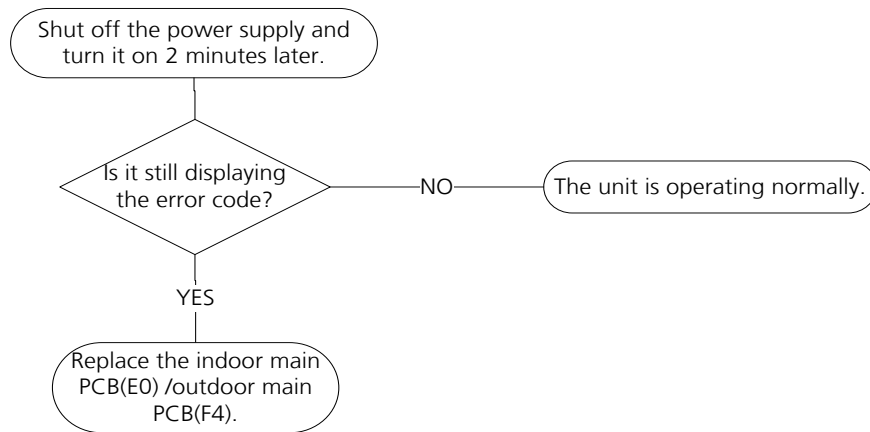 Shut off the power supply and
turn it on 2 minutes later.
Is it still displaying
the error code?
NO
The unit is operating normally.
YES
Replace the indoor main
PCB(E0) /outdoor main
PCB(F4).